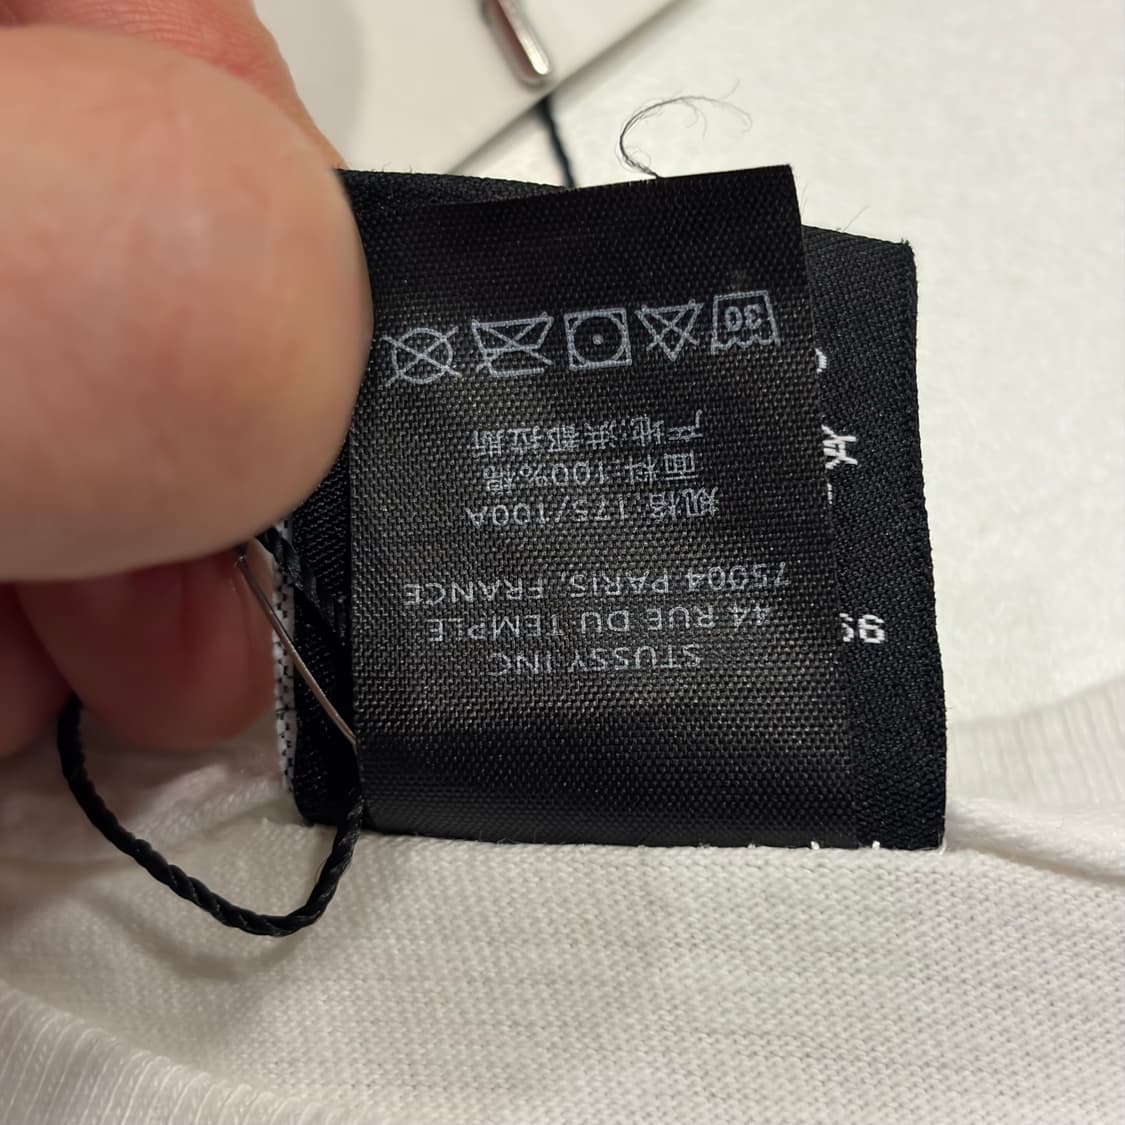 STUSSY INC
44 RUE DU TEMPLE
75904 PARIS, FRANCE
规格:175/100A
面料:100%棉
产地:洪都拉斯
30